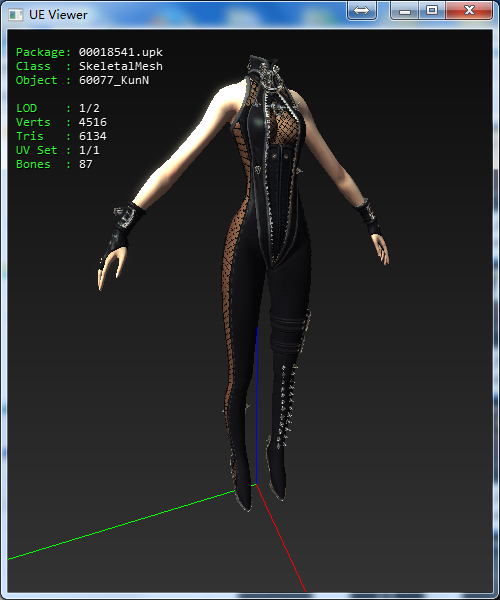 UE Viewer
Package: 00018541.upk
Class : SkeletalMesh
Object : 60077_KunN
LOD : 1/2
Verts : 4516
Tris : 6134
UV Set : 1/1
Bones : 87